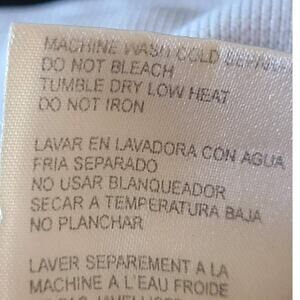 MACHINE WASH COLD SEPARA
DO NOT BLEACH
TUMBLE DRY LOW HEAT
DO NOT IRON
LAVAR EN LAVADORA CON AGUA
FRIA SEPARADO
NO USAR BLANQUEADOR
SECAR A TEMPERATURA BAJA
NO PLANCHAR
LAVER SEPAREMENT A LA
MACHINE A L'EAU FROIDE